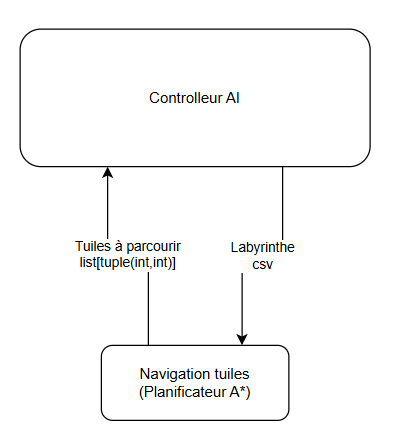 Controlleur AI
Tuiles à parcourir
list[tuple(int,int)]
Labyrinthe
csv
Navigation tuiles
(Planificateur A*)